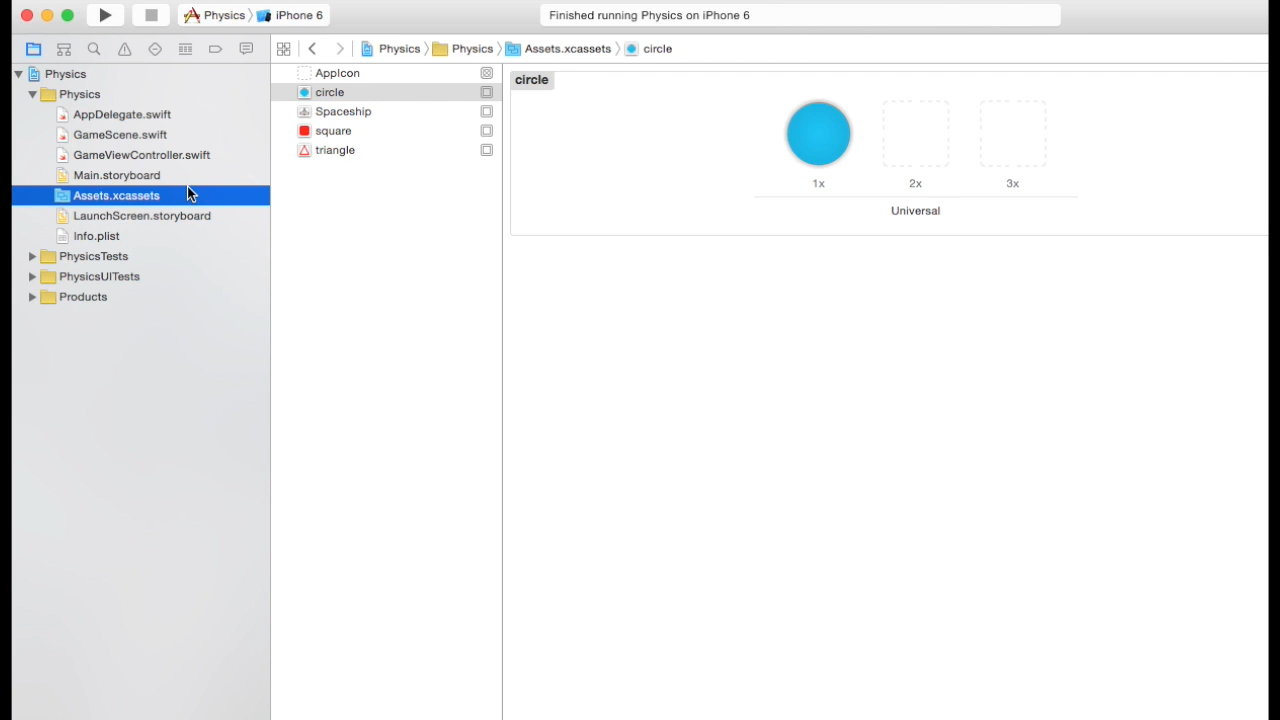 Physics iPhone 6
Finished running Physics on iPhone 6
Physics Physics Assets.xcassets circle
Physics
Physics
AppDelegate.swift
GameScene.swift
GameViewController.swift
Main.storyboard
Assets.xcassets
LaunchScreen.storyboard
Info.plist
PhysicsTests
PhysicsUITests
Products
AppIcon
circle
Spaceship
square
triangle
circle
1x 2x 3x
Universal